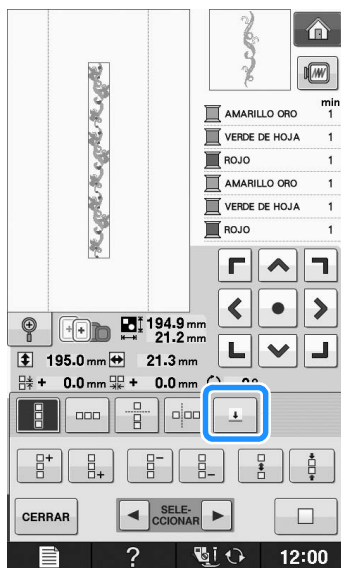 min
AMARILLO ORO 1
VERDE DE HOJA 1
ROJO 1
AMARILLO ORO 1
VERDE DE HOJA 1
ROJO 1
194.9 mm
21.2 mm
195.0 mm 21.3 mm
+ 0.0 mm + 0.0 mm
CERRAR
SELE-
CCIONAR
? 12:00